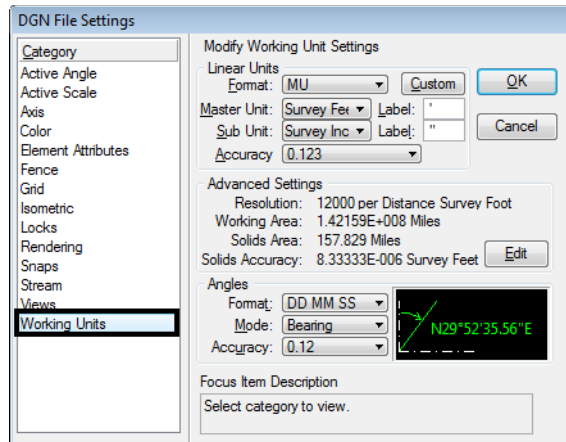 DGN File Settings
Category
Active Angle
Active Scale
Axis
Color
Element Attributes
Fence
Grid
Isometric
Locks
Rendering
Snaps
Stream
Views
Working Units
Modify Working Unit Settings
Linear Units
Format: MU Custom
Master Unit: Survey Fee Label: '
Sub Unit: Survey Inc Label: "
Accuracy 0.123
OK
Cancel
Advanced Settings
Resolution: 12000 per Distance Survey Foot
Working Area: 1.42159E+008 Miles
Solids Area: 157.829 Miles
Solids Accuracy: 8.33333E-006 Survey Feet Edit
Angles
Format: DD MM SS
Mode: Bearing
Accuracy: 0.12
N29°52'35.56"E
Focus Item Description
Select category to view.